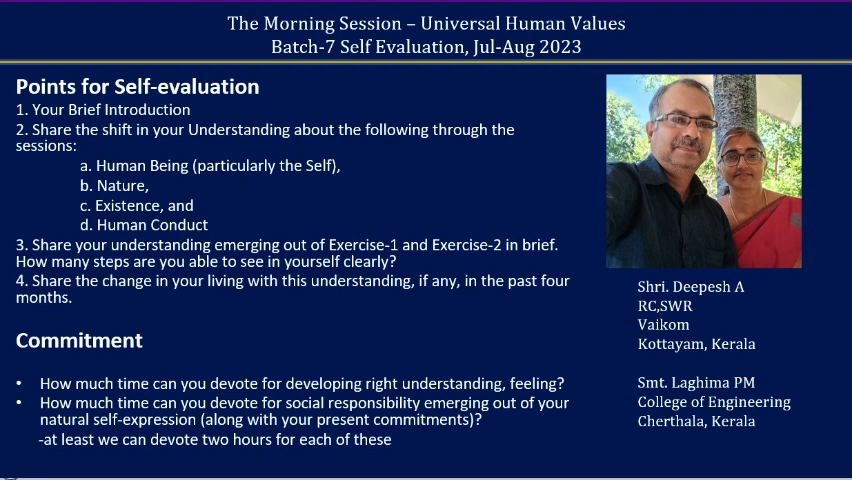 The Morning Session – Universal Human Values
Batch-7 Self Evaluation, Jul-Aug 2023
Points for Self-evaluation
1. Your Brief Introduction
2. Share the shift in your Understanding about the following through the
sessions:
a. Human Being (particularly the Self),
b. Nature,
c. Existence, and
d. Human Conduct
3. Share your understanding emerging out of Exercise-1 and Exercise-2 in brief.
How many steps are you able to see in yourself clearly?
4. Share the change in your living with this understanding, if any, in the past four
months.
Commitment
• How much time can you devote for developing right understanding, feeling?
• How much time can you devote for social responsibility emerging out of your
natural self-expression (along with your present commitments)?
-at least we can devote two hours for each of these
Shri. Deepesh A
RC,SWR
Vaikom
Kottayam, Kerala
Smt. Laghima PM
College of Engineering
Cherthala, Kerala